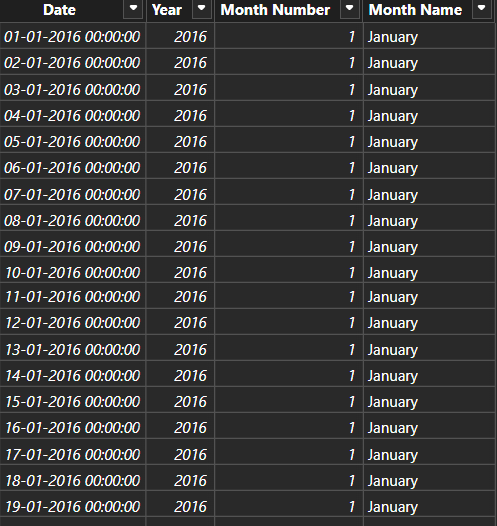 Date Year Month Number Month Name
01-01-2016 00:00:00 2016 1 January
02-01-2016 00:00:00 2016 1 January
03-01-2016 00:00:00 2016 1 January
04-01-2016 00:00:00 2016 1 January
05-01-2016 00:00:00 2016 1 January
06-01-2016 00:00:00 2016 1 January
07-01-2016 00:00:00 2016 1 January
08-01-2016 00:00:00 2016 1 January
09-01-2016 00:00:00 2016 1 January
10-01-2016 00:00:00 2016 1 January
11-01-2016 00:00:00 2016 1 January
12-01-2016 00:00:00 2016 1 January
13-01-2016 00:00:00 2016 1 January
14-01-2016 00:00:00 2016 1 January
15-01-2016 00:00:00 2016 1 January
16-01-2016 00:00:00 2016 1 January
17-01-2016 00:00:00 2016 1 January
18-01-2016 00:00:00 2016 1 January
19-01-2016 00:00:00 2016 1 January